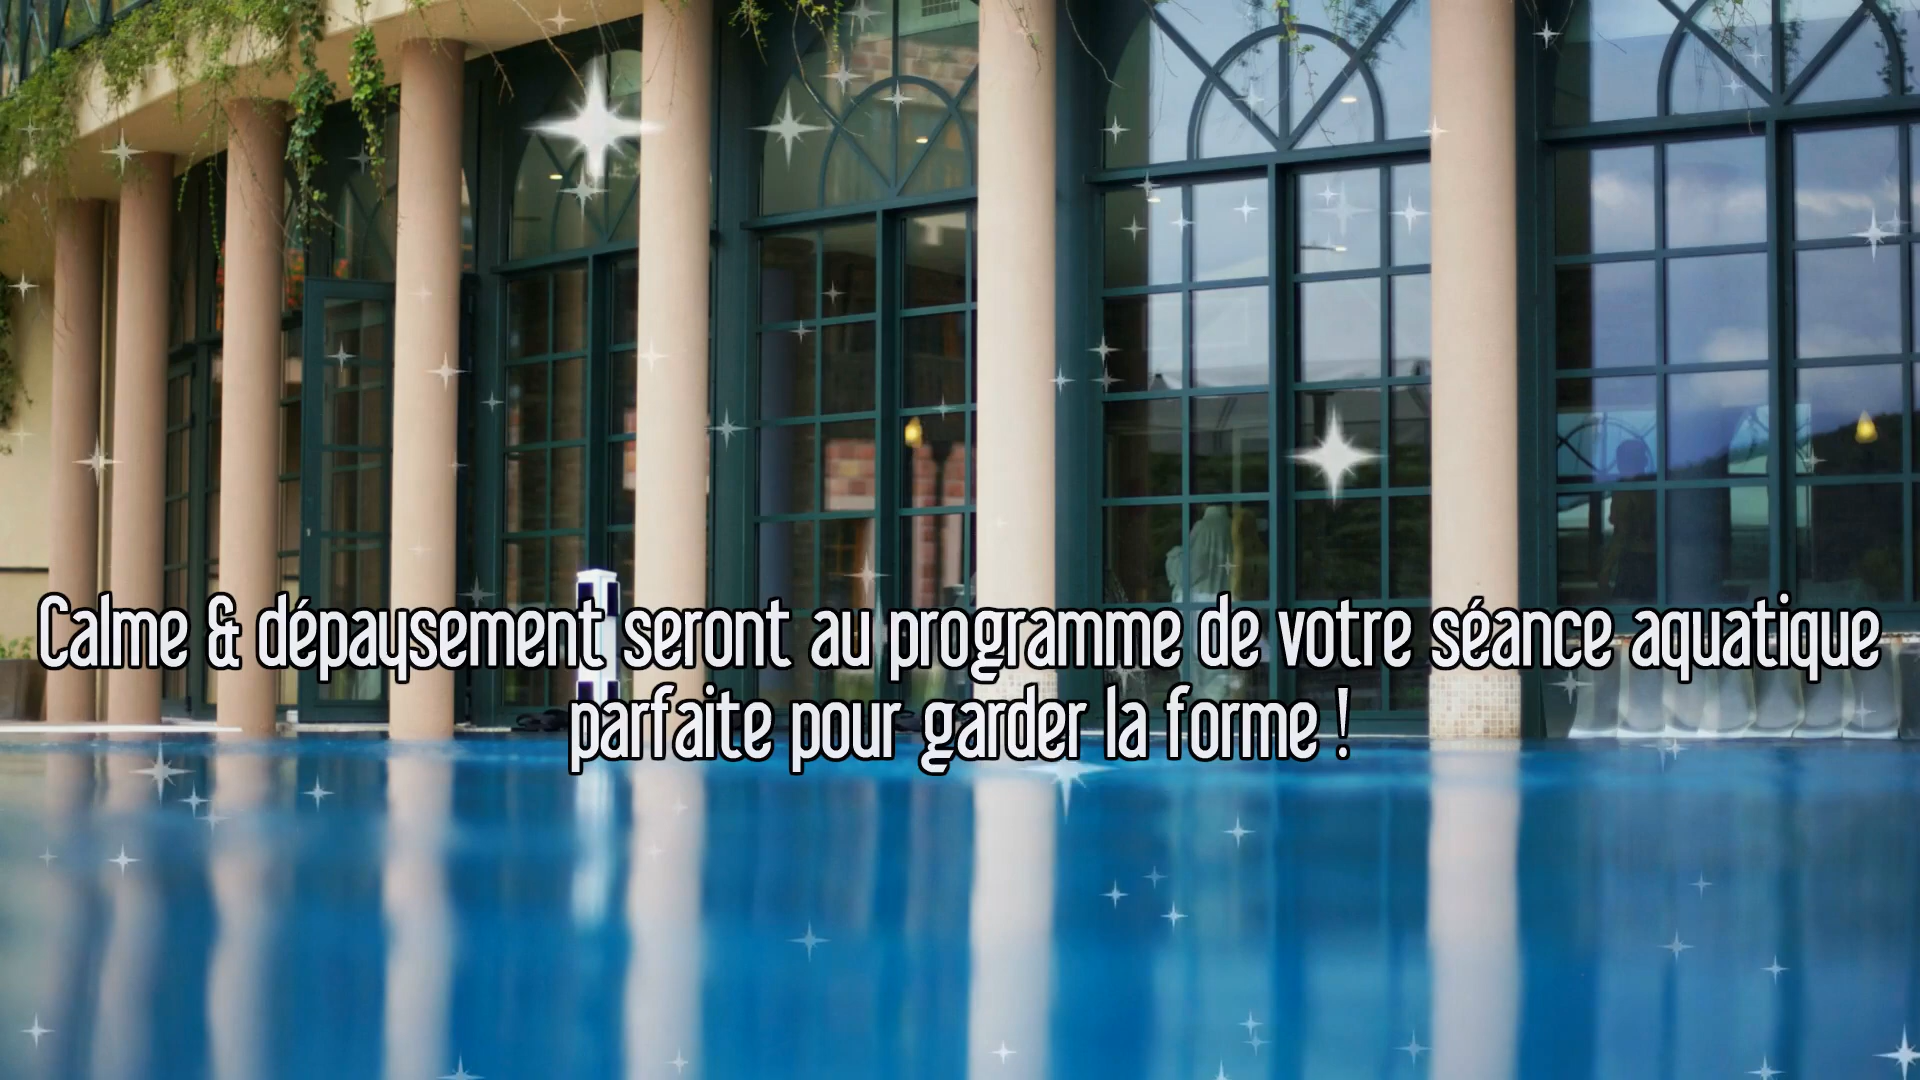 Calme & dépaysement seront au programme de votre séance aquatique
parfaite pour garder la forme !